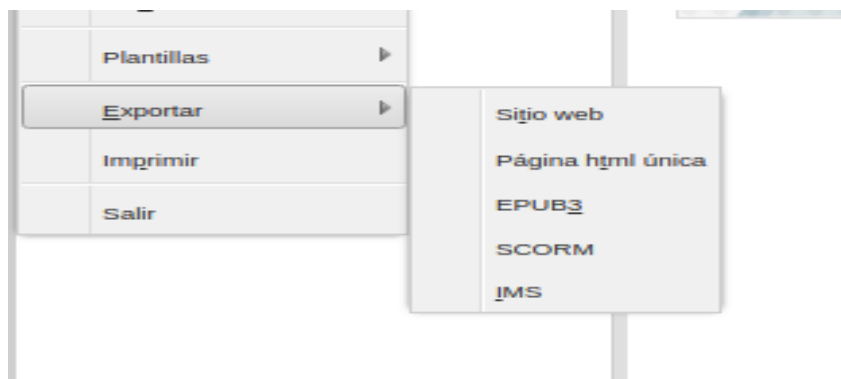 Plantillas
Exportar
Imprimir
Salir
Sitio web
Página html única
EPUB3
SCORM
IMS